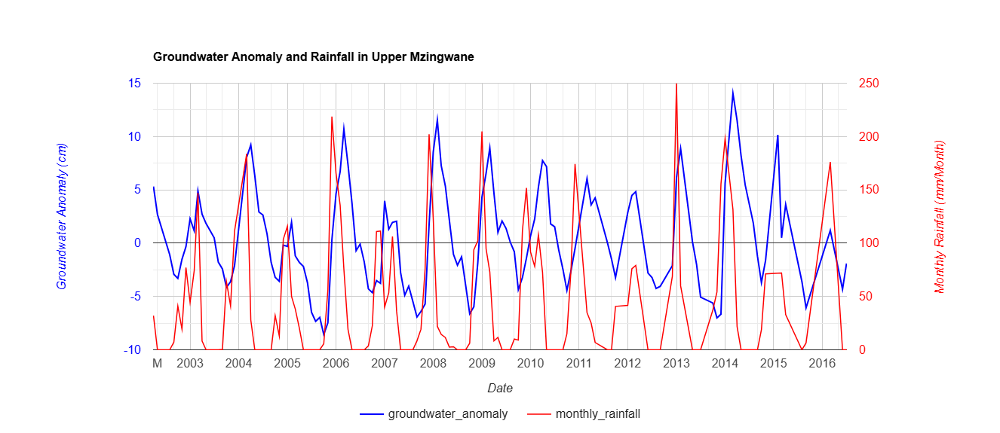 Groundwater Anomaly and Rainfall in Upper Mzingwane
15 250
10 200
5 150
0 100
-5 50
-10 0
Groundwater Anomaly (cm)
Monthly Rainfall (mm/Month)
M 2003 2004 2005 2006 2007 2008 2009 2010 2011 2012 2013 2014 2015 2016
Date
groundwater_anomaly monthly_rainfall